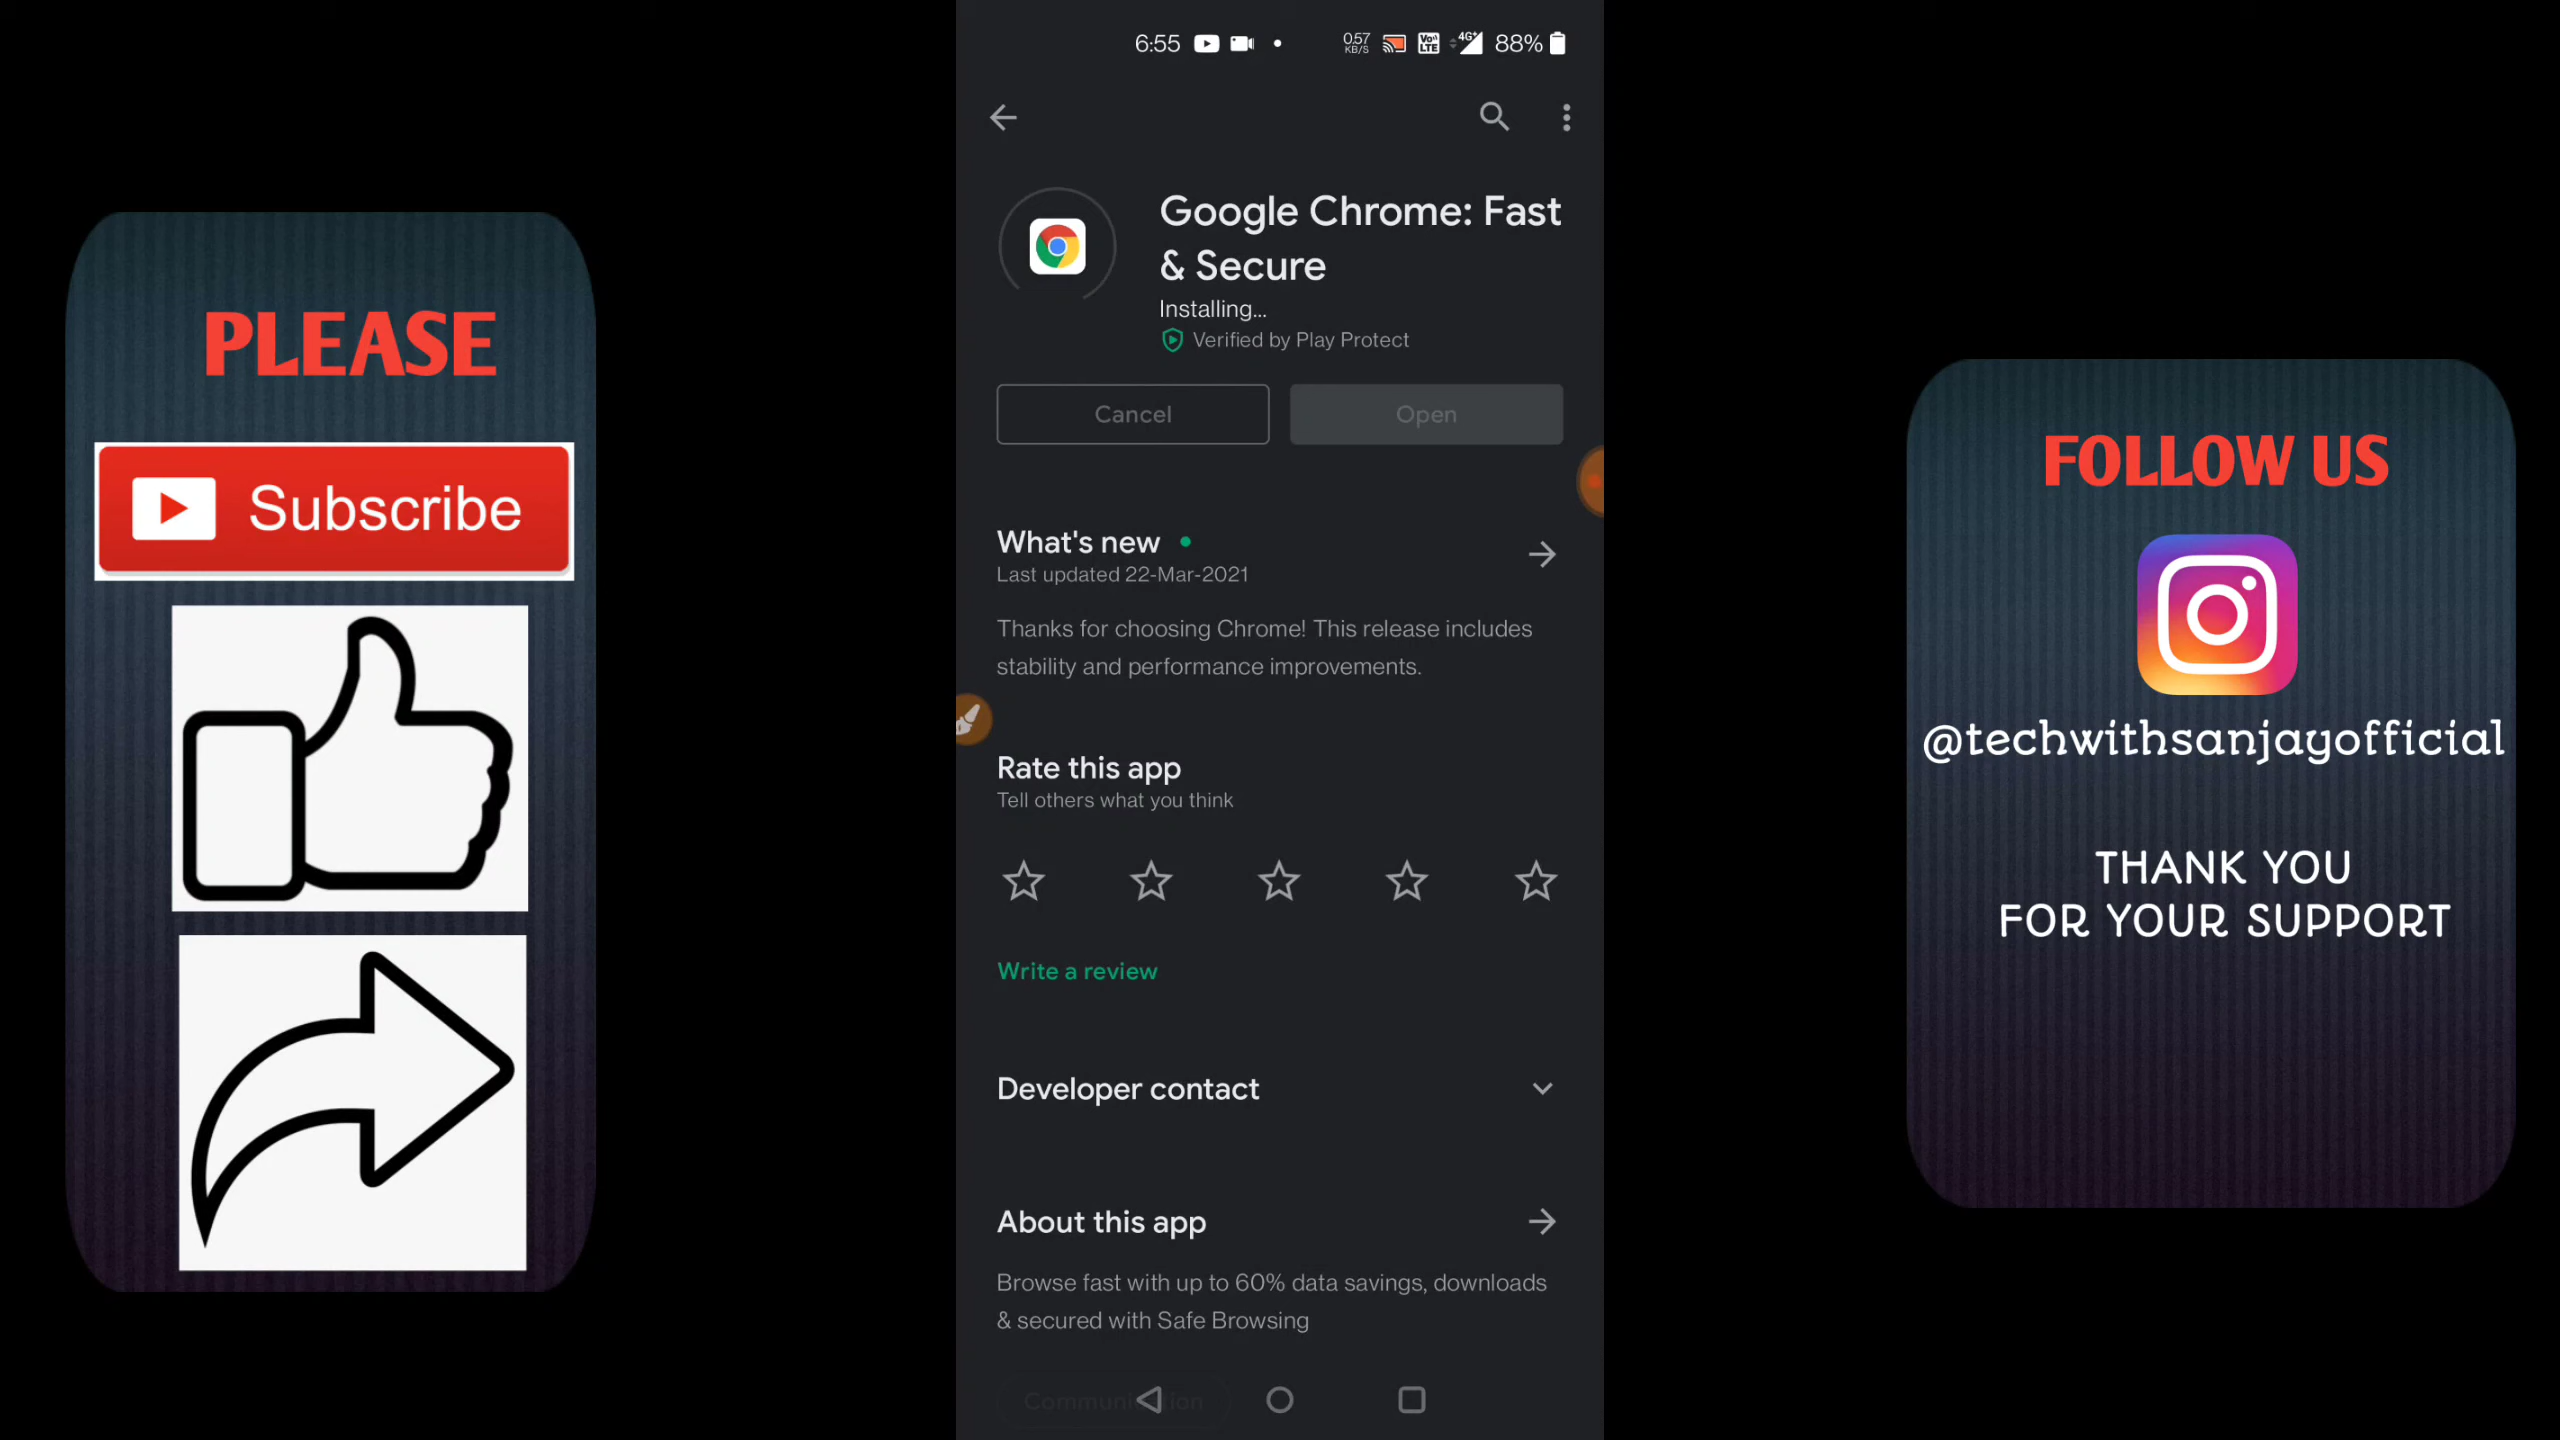 PLEASE
Subscribe
6:55
0.57
KB/S
Vo))
LTE
4G+
88%
Google Chrome: Fast
& Secure
Installing...
Verified by Play Protect
Cancel
Open
What's new
Last updated 22-Mar-2021
Thanks for choosing Chrome! This release includes
stability and performance improvements.
Rate this app
Tell others what you think
Write a review
Developer contact
About this app
Browse fast with up to 60% data savings, downloads
& secured with Safe Browsing
FOLLOW US
@techwithsanjayofficial
THANK YOU
FOR YOUR SUPPORT